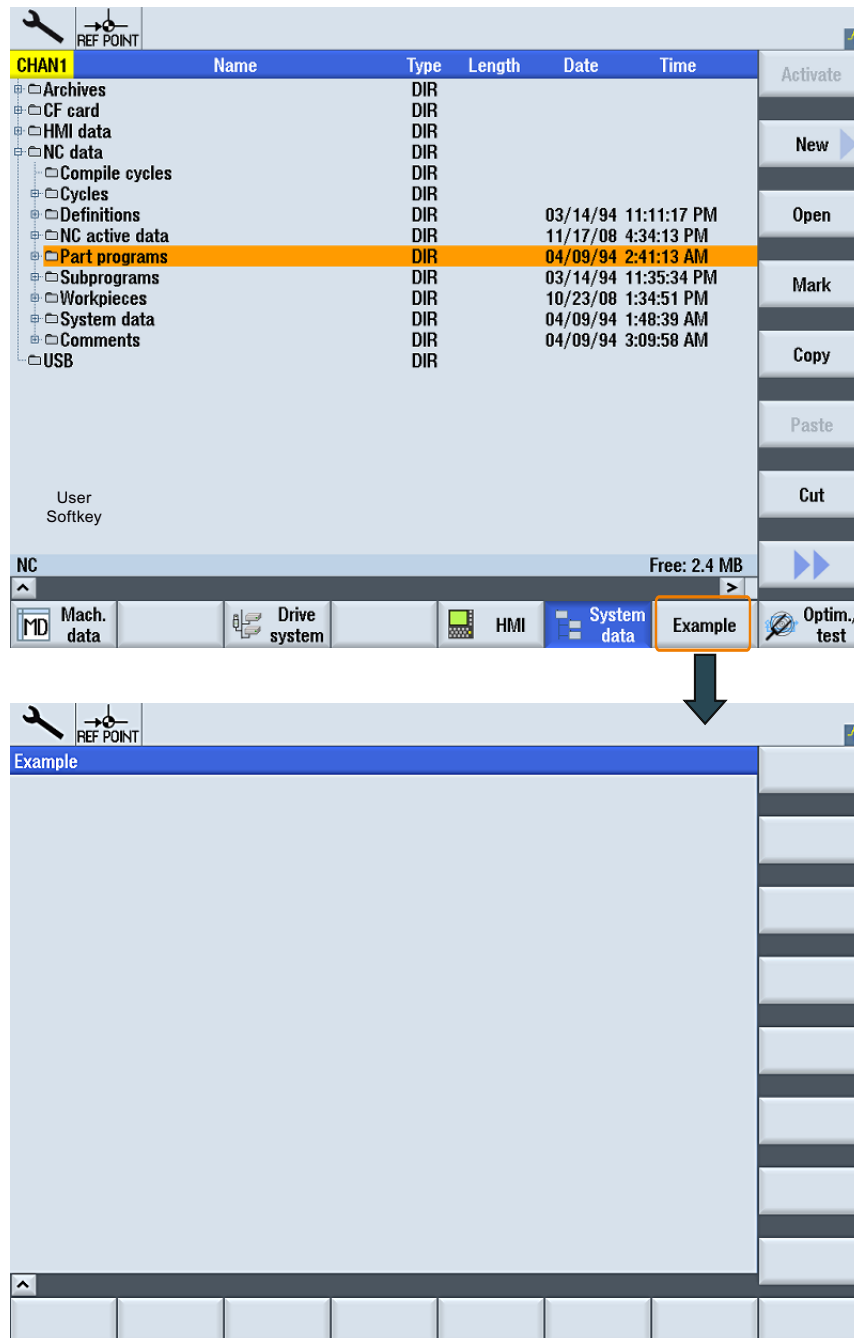 REF POINT
CHAN1 Name Type Length Date Time
Activate
Archives DIR
CF card DIR
HMI data DIR
New
NC data DIR
Compile cycles DIR
Cycles DIR
Definitions DIR 03/14/94 11:11:17 PM
Open
NC active data DIR 11/17/08 4:34:13 PM
Part programs DIR 04/09/94 2:41:13 AM
Subprograms DIR 03/14/94 11:35:34 PM
Mark
Workpieces DIR 10/23/08 1:34:51 PM
System data DIR 04/09/94 1:48:39 AM
Comments DIR 04/09/94 3:09:58 AM
Copy
USB DIR
Paste
User
Softkey
Cut
NC Free: 2.4 MB
MD
Mach.
data
Drive
system
HMI
System
data
Example
Optim./
test
REF POINT
Example